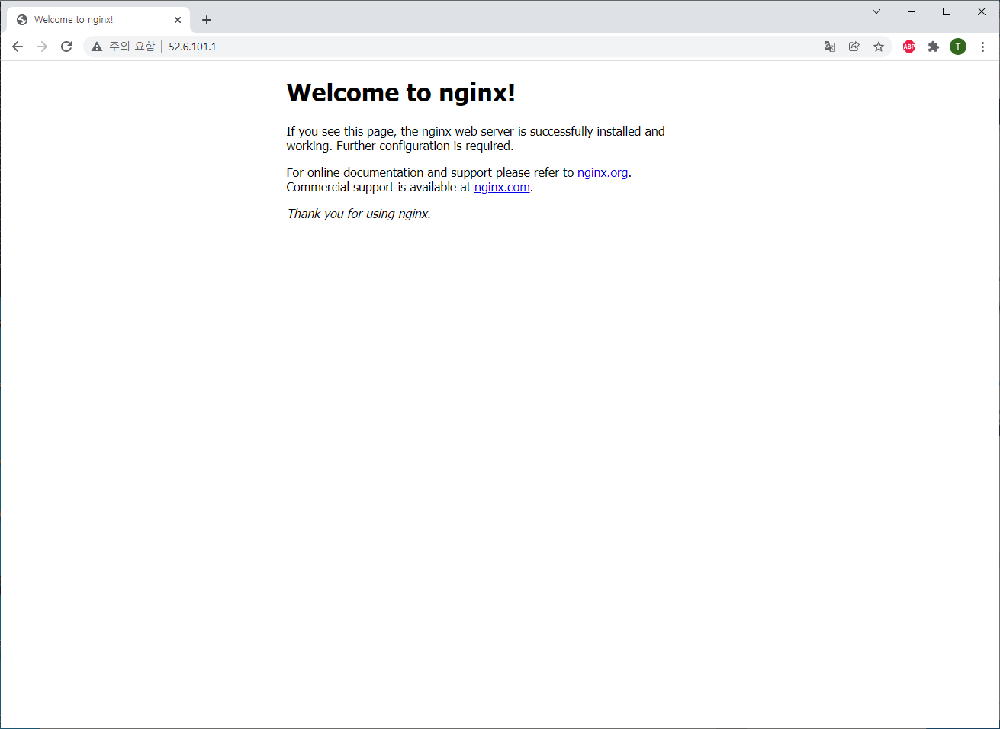 Welcome to nginx!
주의 요함 52.6.101.1
ABP
T
Welcome to nginx!
If you see this page, the nginx web server is successfully installed and
working. Further configuration is required.
For online documentation and support please refer to nginx.org.
Commercial support is available at nginx.com.
Thank you for using nginx.